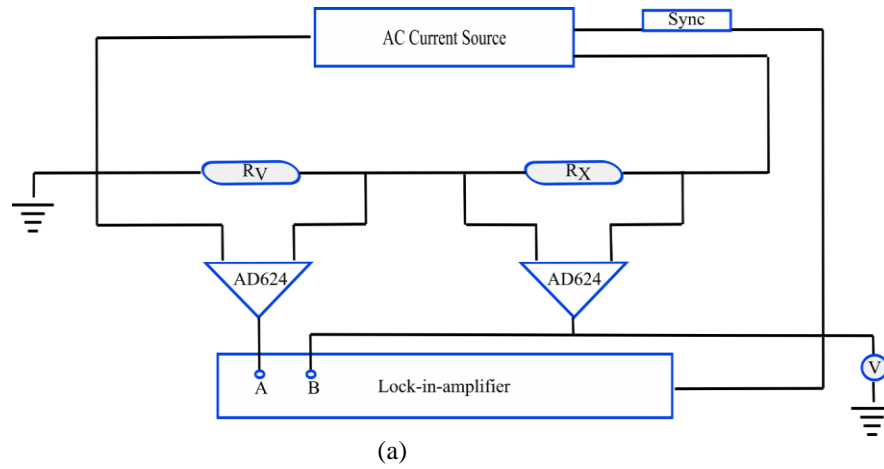 Sync
AC Current Source
RV
RX
AD624
AD624
A
B
Lock-in-amplifier
V
(a)